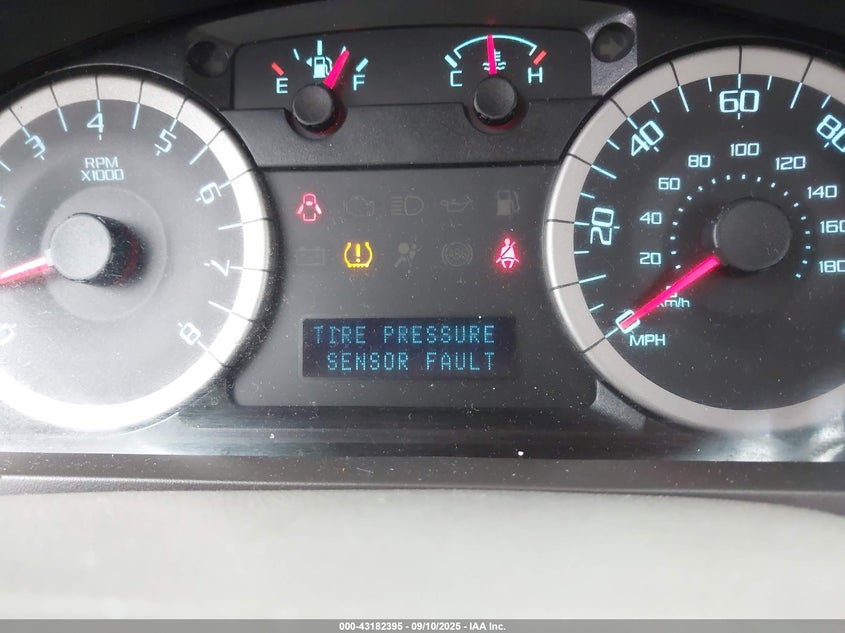 E F
C H
3 4 5 6 7 8
RPM
X1000
0 20 40 60 80
20 40 60 80 100 120 140 160 180
km/h
MPH
TIRE PRESSURE
SENSOR FAULT
000-43182395 - 09/10/2025 - IAA Inc.